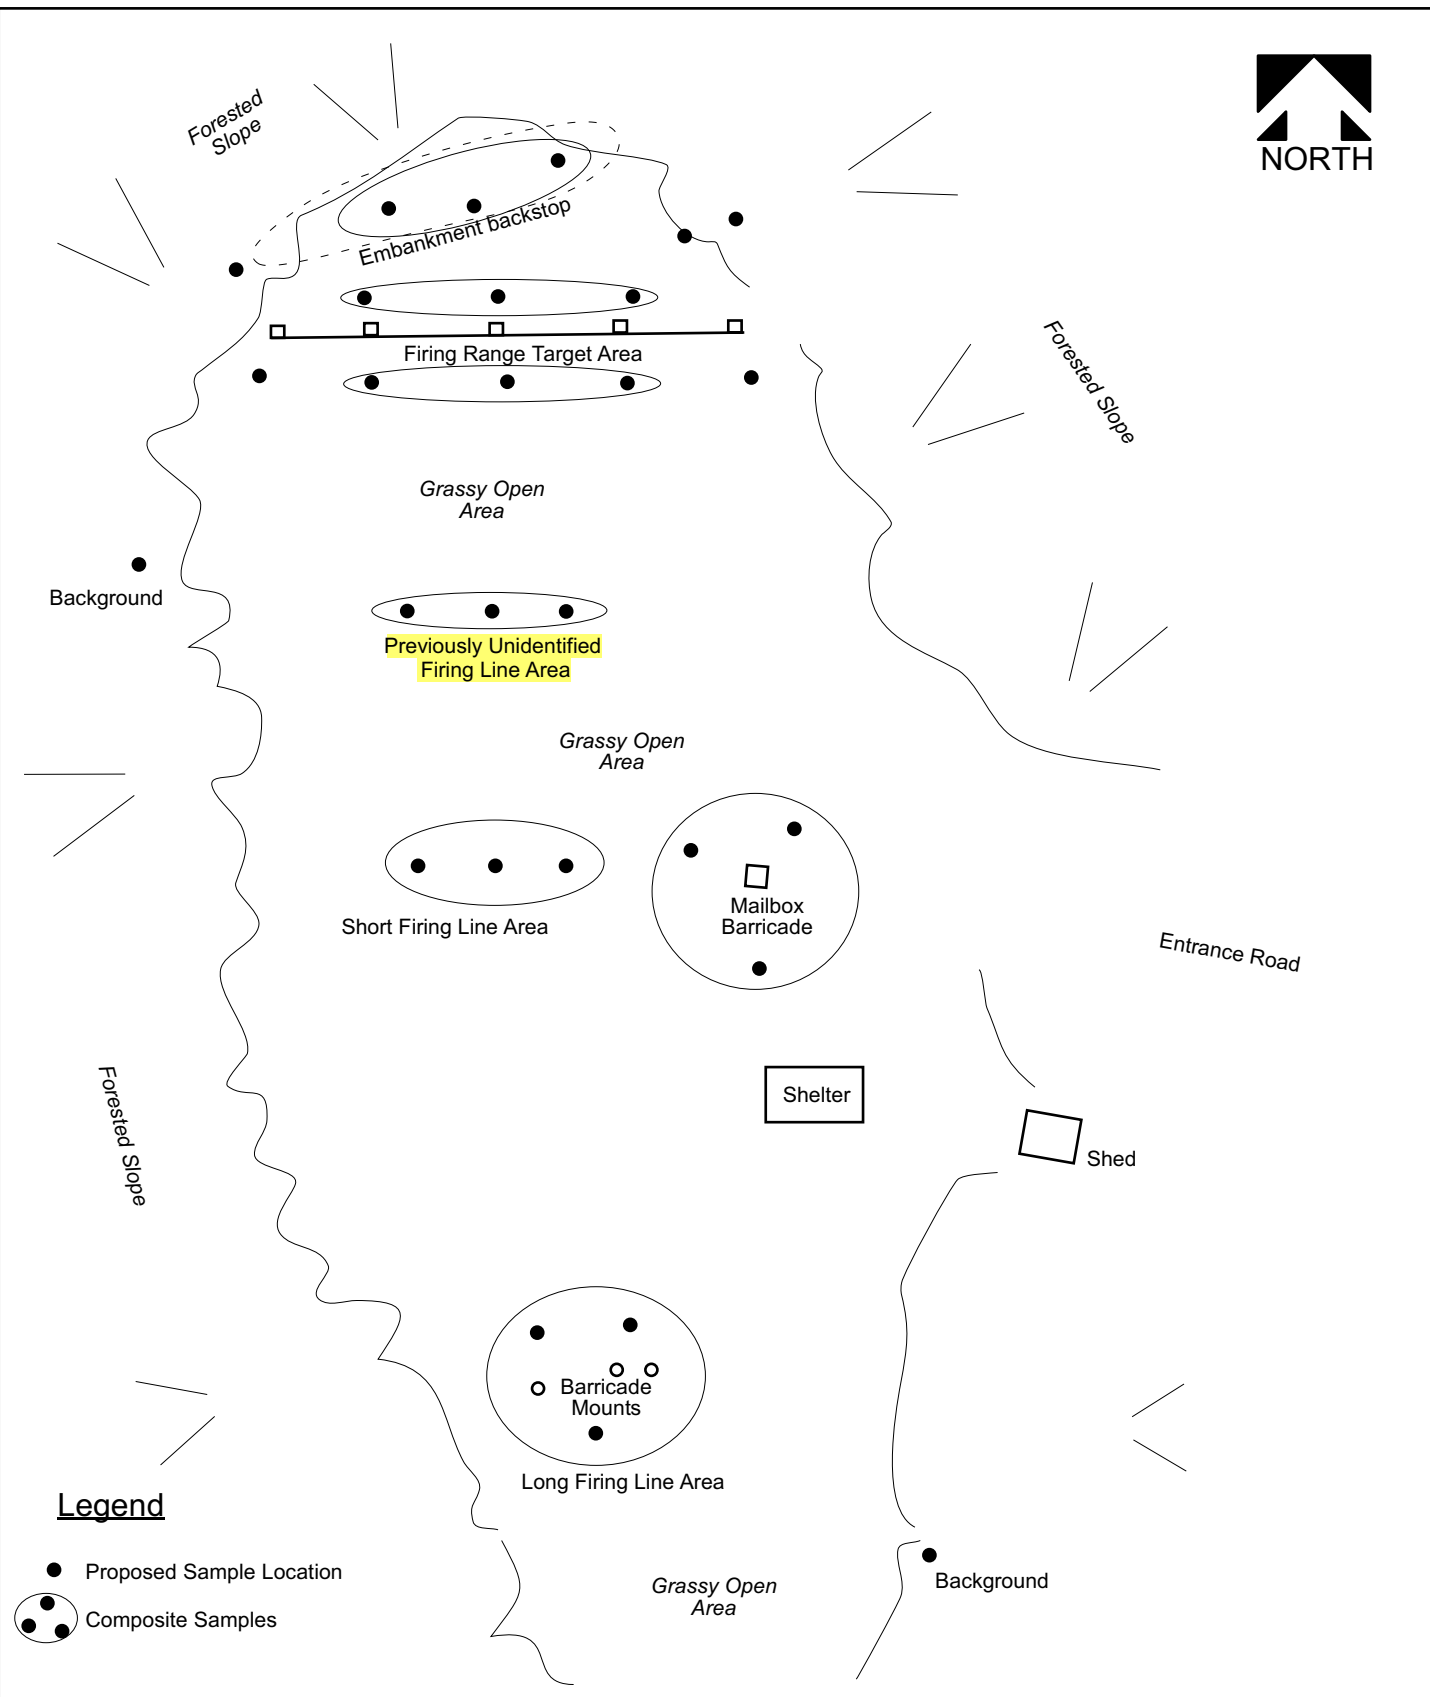 Forested
Slope
NORTH
Embankment backstop
Firing Range Target Area
Forested Slope
Grassy Open
Area
Background
Previously Unidentified
Firing Line Area
Grassy Open
Area
Mailbox
Barricade
Short Firing Line Area
Entrance Road
Forested Slope
Shelter
Shed
Barricade
Mounts
Long Firing Line Area
Legend
Proposed Sample Location
Composite Samples
Grassy Open
Area
Background